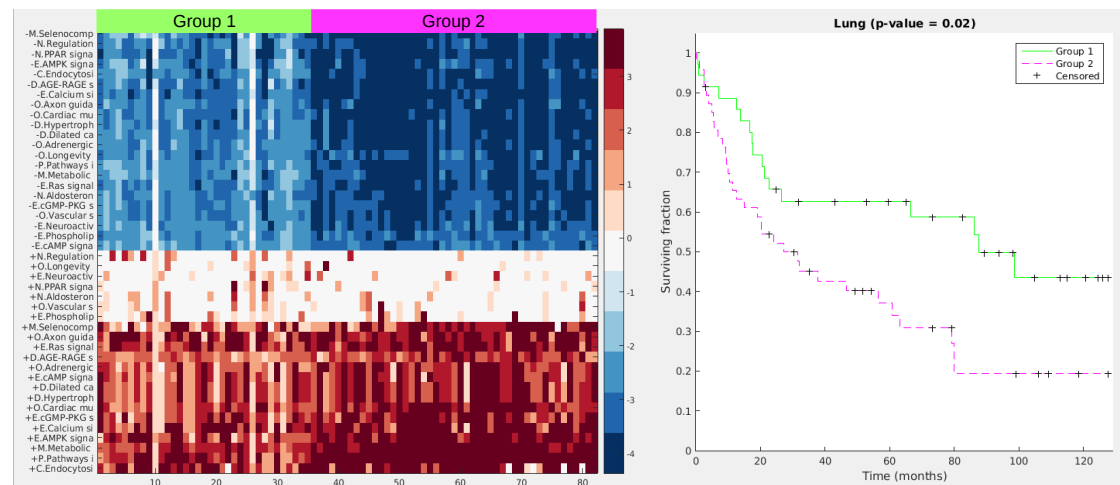 Group 1
Group 2
-M.Selenocomp
-N.Regulation
-N.PPAR signa
-E.AMPK signa
-C.Endocytosi
-D.AGE-RAGE s
-E.Calcium si
-O.Axon guida
-O.Cardiac mu
-D.Hypertroph
-D.Dilated ca
-O.Adrenergic
-O.Longevity
-P.Pathways i
-M.Metabolic
-E.Ras signal
-N.Aldosteron
-E.cGMP-PKG s
-O.Vascular s
-E.Neuroactiv
-E.Phospholip
-E.cAMP signa
+N.Regulation
+O.Longevity
+E.Neuroactiv
+N.PPAR signa
+N.Aldosteron
+O.Vascular s
+E.Phospholip
+M.Selenocomp
+O.Axon guida
+E.Ras signal
+D.AGE-RAGE s
+O.Adrenergic
+E.cAMP signa
+D.Dilated ca
+D.Hypertroph
+O.Cardiac mu
+E.cGMP-PKG s
+E.Calcium si
+E.AMPK signa
+M.Metabolic
+P.Pathways i
+C.Endocytosi
10 20 30 40 50 60 70 80
3
2
1
0
-1
-2
-3
-4
Lung (p-value = 0.02)
Group 1
Group 2
Censored
Surviving fraction
1
0.9
0.8
0.7
0.6
0.5
0.4
0.3
0.2
0.1
0
0 20 40 60 80 100 120
Time (months)